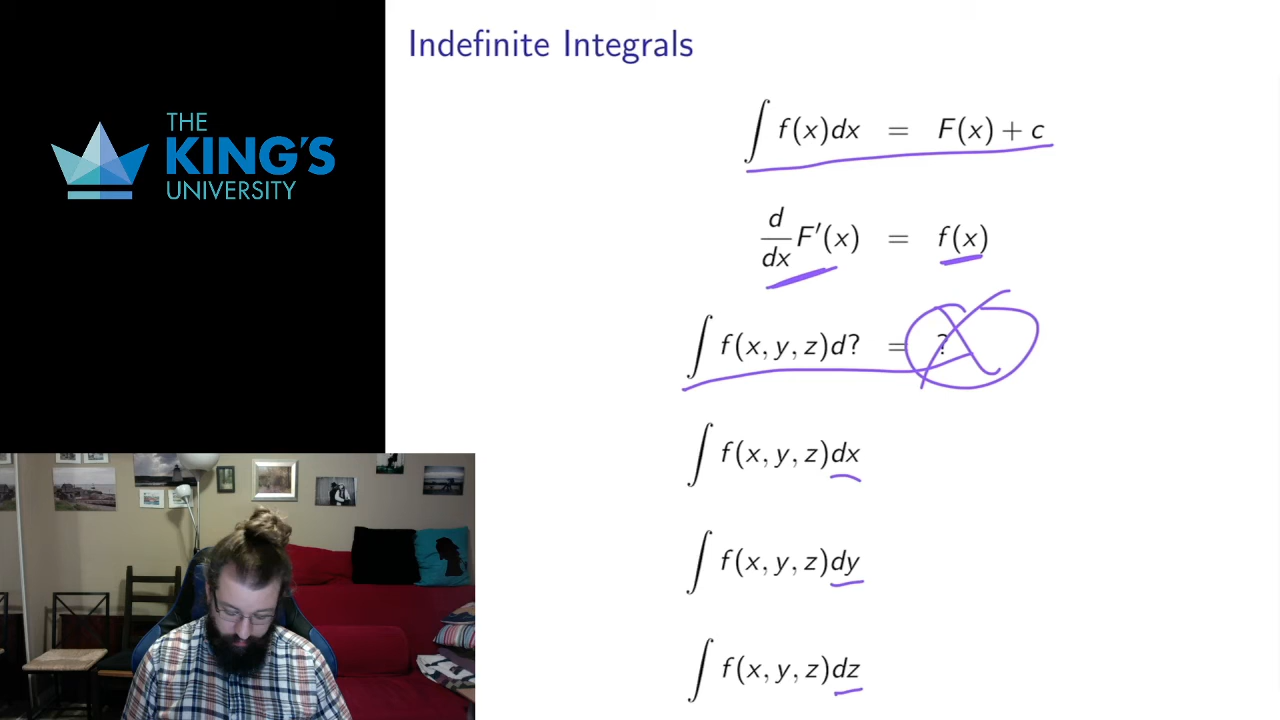 THE
KING'S
UNIVERSITY
Indefinite Integrals
∫ f(x)dx = F(x) + c
d/dx F′(x) = f(x)
∫ f(x, y, z)d? = ?
∫ f(x, y, z)dx
∫ f(x, y, z)dy
∫ f(x, y, z)dz